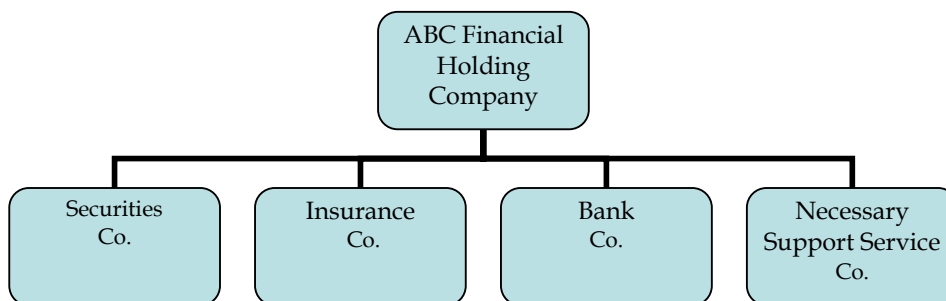 ABC Financial
Holding
Company
Securities
Co.
Insurance
Co.
Bank
Co.
Necessary
Support Service
Co.